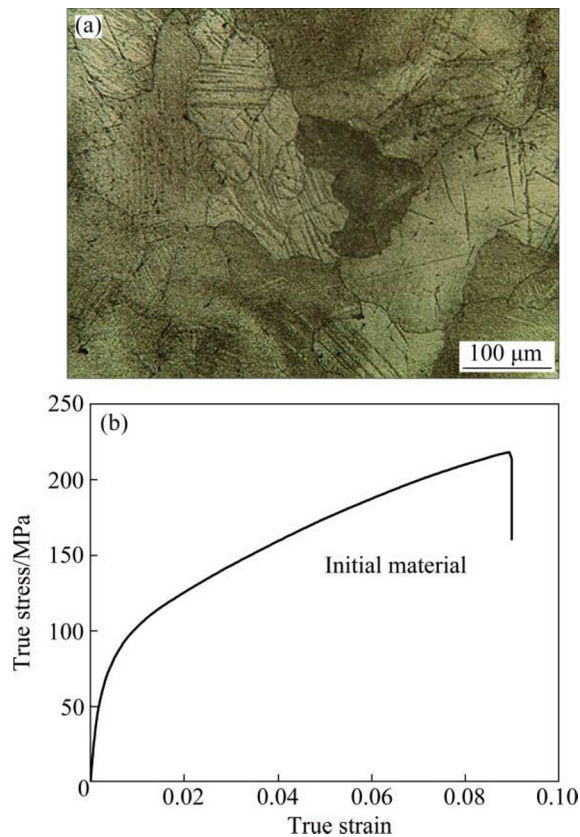 (a)
100 μm
250
(b)
200
150
100
50
0
Initial material
0.02
0.04
0.06
0.08
0.10
True stress/MPa
True strain